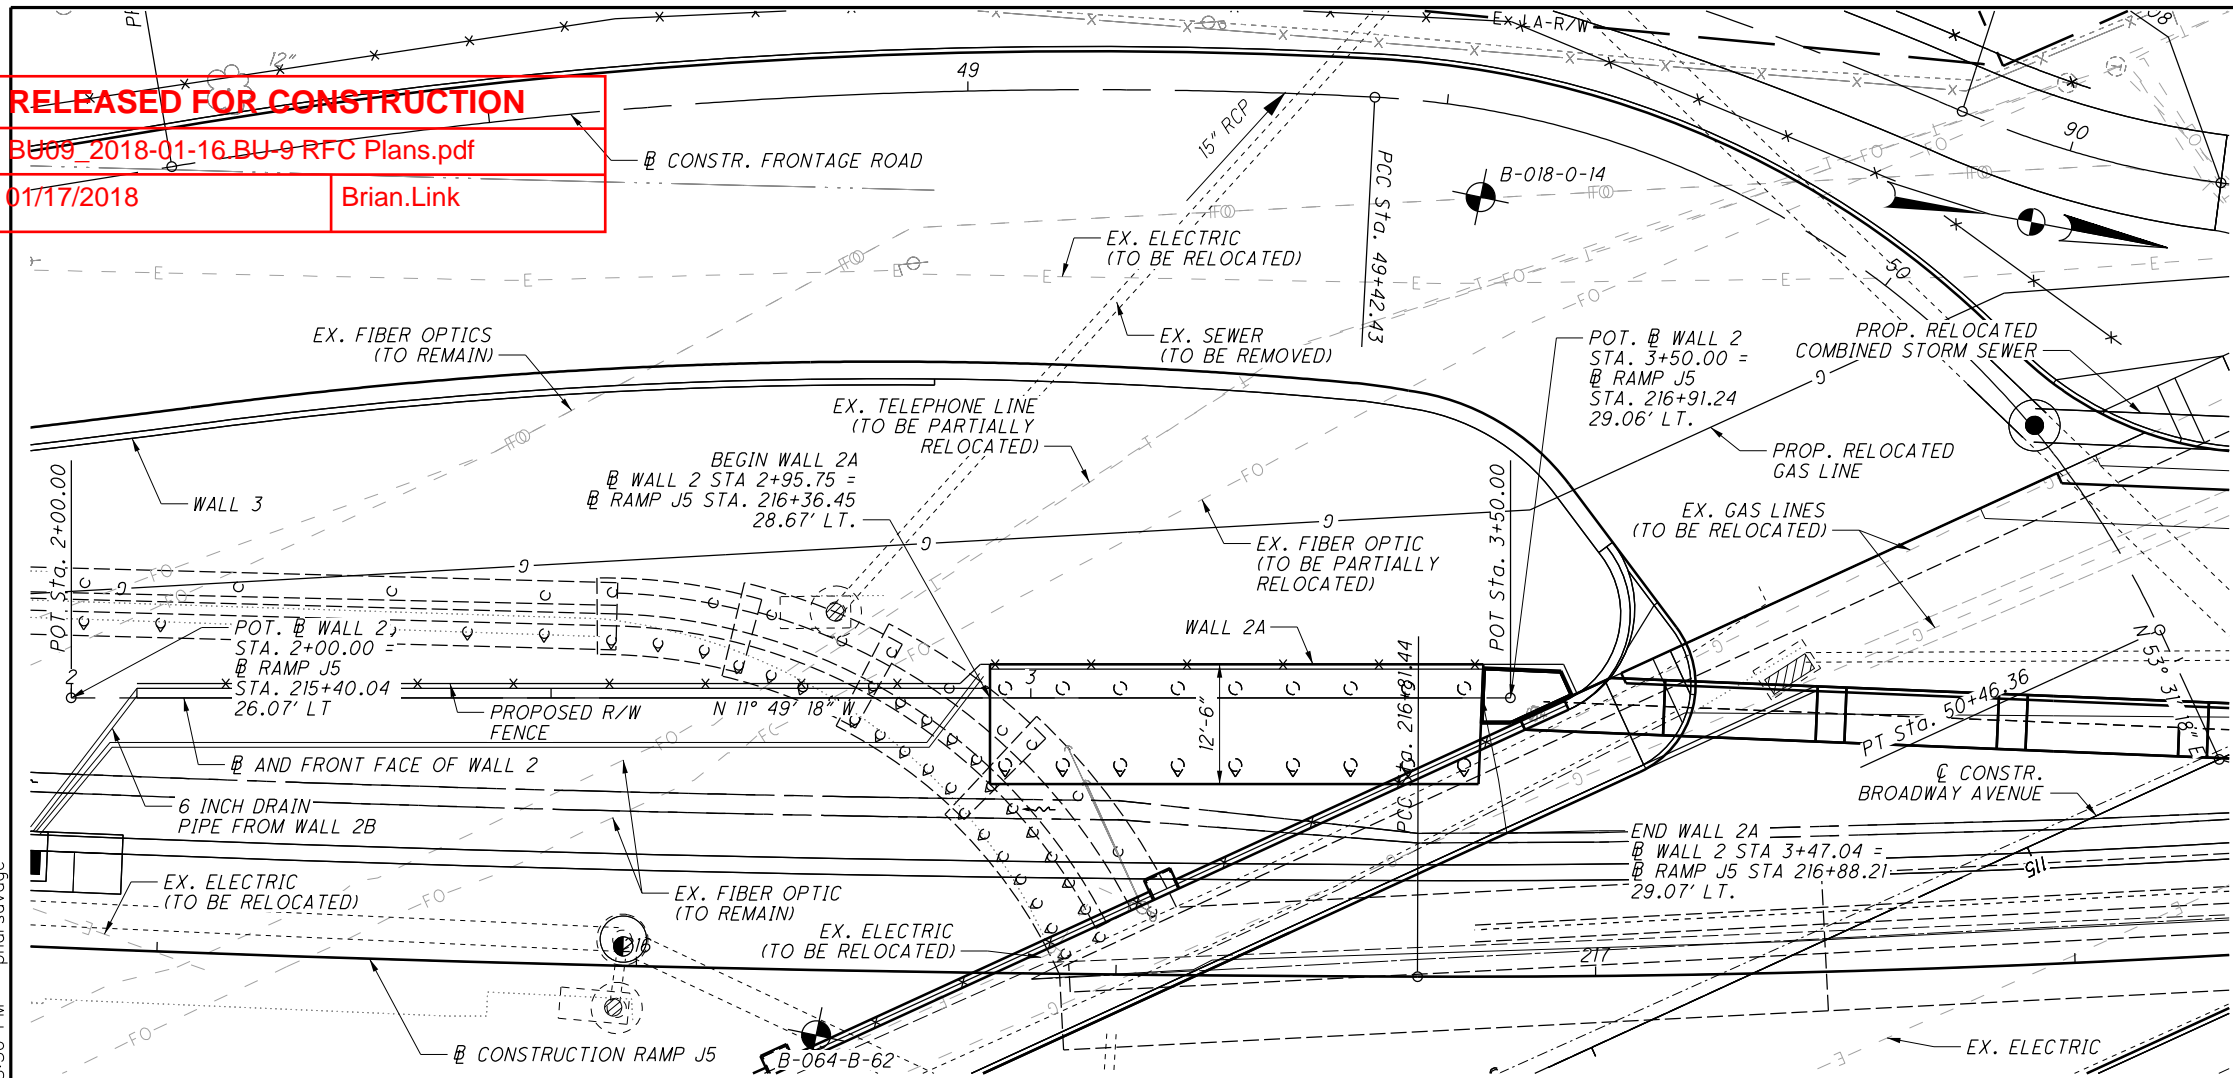 Ex LA-R/W
12"
49
RELEASED FOR CONSTRUCTION
BU09_2018-01-16.BU-9 RFC Plans.pdf
01/17/2018
Brian.Link
B CONSTR. FRONTAGE ROAD
15" RCP
PCC Sta. 49+42.43
B-018-0-14
90
50
EX. ELECTRIC
(TO BE RELOCATED)
EX. FIBER OPTICS
(TO REMAIN)
EX. SEWER
(TO BE REMOVED)
POT. B WALL 2
STA. 3+50.00 =
B RAMP J5
STA. 216+91.24
29.06' LT.
PROP. RELOCATED
COMBINED STORM SEWER
EX. TELEPHONE LINE
(TO BE PARTIALLY
RELOCATED)
PROP. RELOCATED
GAS LINE
BEGIN WALL 2A
B WALL 2 STA 2+95.75 =
B RAMP J5 STA. 216+36.45
28.67' LT.
WALL 3
POT Sta. 2+00.00
POT Sta. 3+50.00
EX. GAS LINES
(TO BE RELOCATED)
EX. FIBER OPTIC
(TO BE PARTIALLY
RELOCATED)
POT. B WALL 2
STA. 2+00.00 =
B RAMP J5
STA. 215+40.04
26.07' LT
2
WALL 2A
3
12'-6"
PCC Sta. 216+81.44
N 53° 31' 18" E
PT Sta. 50+46.36
PROPOSED R/W
FENCE
N 11° 49' 18" W
B AND FRONT FACE OF WALL 2
6 INCH DRAIN
PIPE FROM WALL 2B
℄ CONSTR.
BROADWAY AVENUE
END WALL 2A
B WALL 2 STA 3+47.04 =
B RAMP J5 STA 216+88.21
29.07' LT.
115
EX. ELECTRIC
(TO BE RELOCATED)
EX. FIBER OPTIC
(TO REMAIN)
EX. ELECTRIC
(TO BE RELOCATED)
216
217
B CONSTRUCTION RAMP J5
B-064-B-62
EX. ELECTRIC